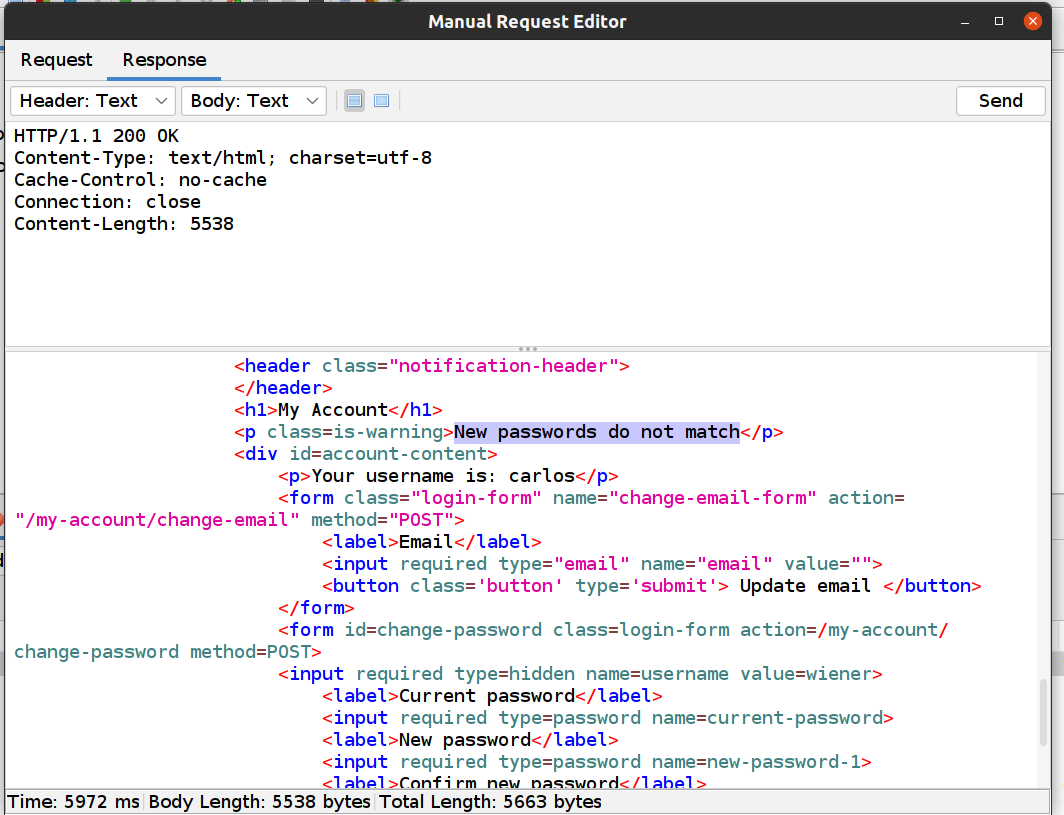 Manual Request Editor
Request Response
Header: Text Body: Text Send
HTTP/1.1 200 OK
Content-Type: text/html; charset=utf-8
Cache-Control: no-cache
Connection: close
Content-Length: 5538
<header class="notification-header">
</header>
<h1>My Account</h1>
<p class=is-warning>New passwords do not match</p>
<div id=account-content>
<p>Your username is: carlos</p>
<form class="login-form" name="change-email-form" action=
"/my-account/change-email" method="POST">
<label>Email</label>
<input required type="email" name="email" value="">
<button class='button' type='submit'> Update email </button>
</form>
<form id=change-password class=login-form action=/my-account/
change-password method=POST>
<input required type=hidden name=username value=wiener>
<label>Current password</label>
<input required type=password name=current-password>
<label>New password</label>
<input required type=password name=new-password-1>
<label>Confirm new password</label>
Time: 5972 ms Body Length: 5538 bytes Total Length: 5663 bytes